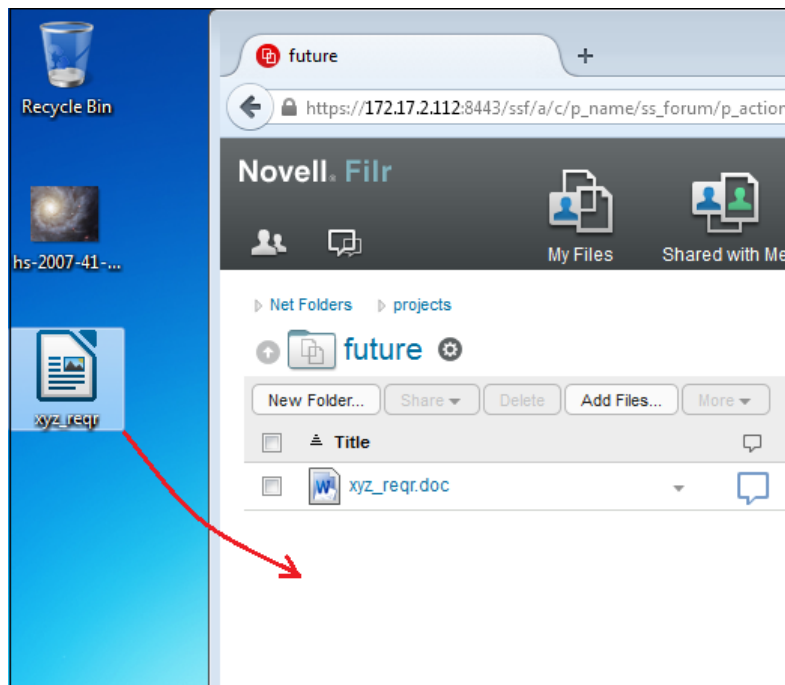 future
+
Recycle Bin
https://172.17.2.112:8443/ssf/a/c/p_name/ss_forum/p_action
Novell. Filr
hs-2007-41-...
My Files
Shared with Me
Net Folders
projects
future
New Folder...
Share
Delete
Add Files...
More
xyz_reqr
Title
W
xyz_reqr.doc